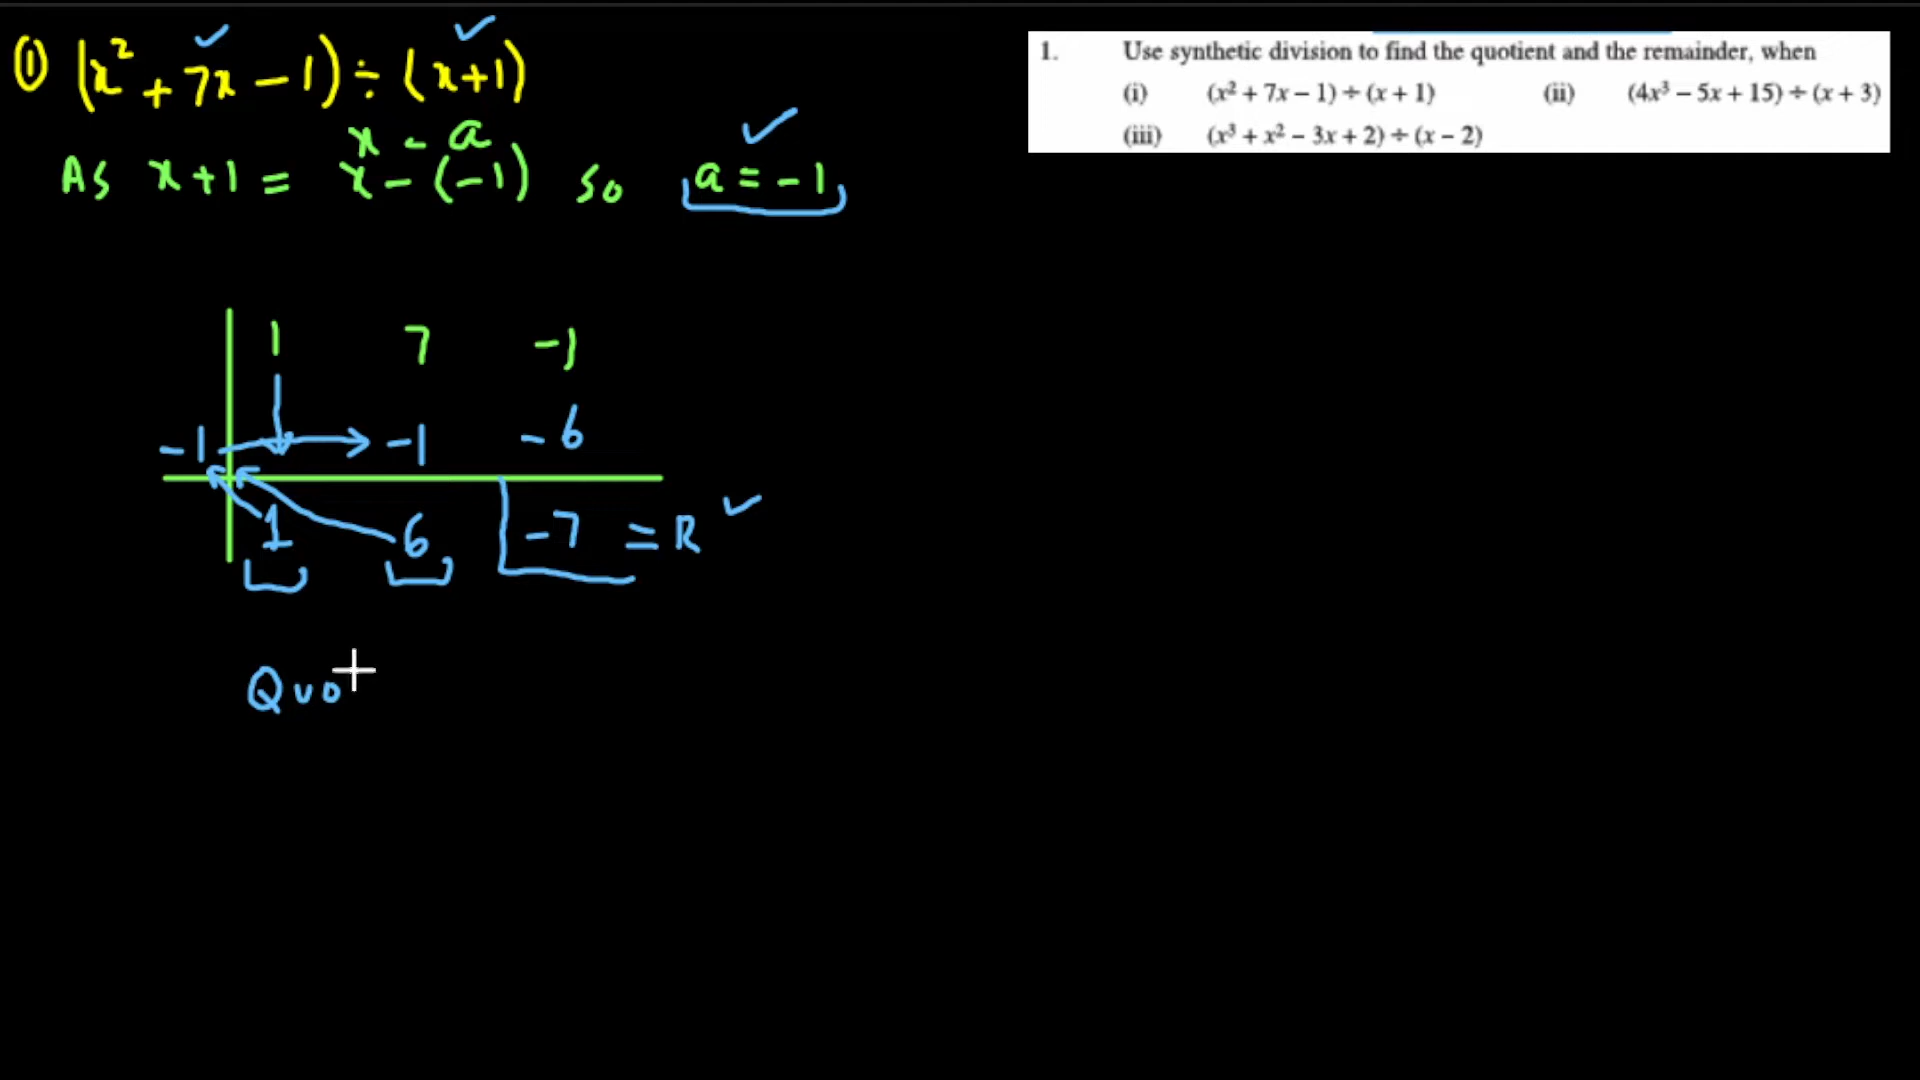 ① (x² + 7x - 1) ÷ (x+1)
x - a
As x+1 = x - (-1) so a = -1
1 7 -1
-1 -1 -6
1 6 -7 = R
Quo
1. Use synthetic division to find the quotient and the remainder, when
(i) (x² + 7x – 1) ÷ (x + 1) (ii) (4x³ – 5x + 15) ÷ (x + 3)
(iii) (x³ + x² – 3x + 2) ÷ (x – 2)